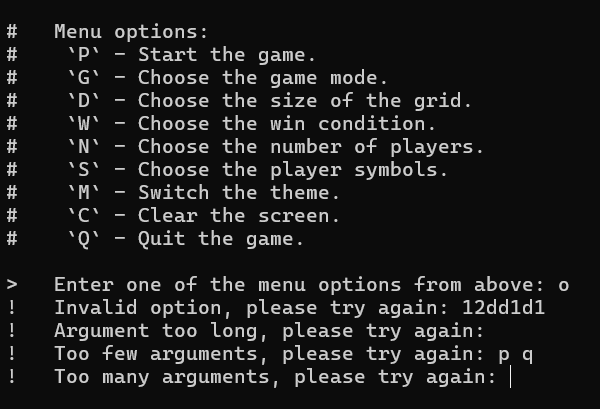 #   Menu options:
#    `P` – Start the game.
#    `G` – Choose the game mode.
#    `D` – Choose the size of the grid.
#    `W` – Choose the win condition.
#    `N` – Choose the number of players.
#    `S` – Choose the player symbols.
#    `M` – Switch the theme.
#    `C` – Clear the screen.
#    `Q` – Quit the game.
>   Enter one of the menu options from above: o
!   Invalid option, please try again: 12dd1d1
!   Argument too long, please try again:
!   Too few arguments, please try again: p q
!   Too many arguments, please try again: